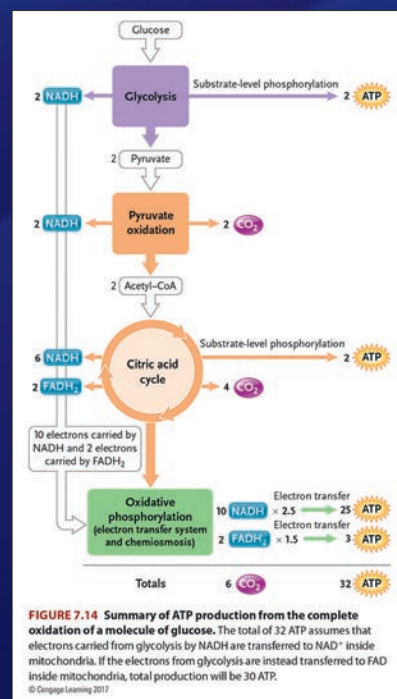 Glucose
Substrate-level phosphorylation
2 NADH Glycolysis 2 ATP
2 Pyruvate
2 NADH Pyruvate oxidation 2 CO₂
2 Acetyl–CoA
Substrate-level phosphorylation
6 NADH Citric acid cycle 2 ATP
2 FADH₂ 4 CO₂
10 electrons carried by
NADH and 2 electrons
carried by FADH₂
Oxidative
phosphorylation
(electron transfer system
and chemiosmosis)
Electron transfer
10 NADH × 2.5 25 ATP
Electron transfer
2 FADH₂ × 1.5 3 ATP
Totals 6 CO₂ 32 ATP
FIGURE 7.14 Summary of ATP production from the complete
oxidation of a molecule of glucose. The total of 32 ATP assumes that
electrons carried from glycolysis by NADH are transferred to NAD⁺ inside
mitochondria. If the electrons from glycolysis are instead transferred to FAD
inside mitochondria, total production will be 30 ATP.
© Cengage Learning 2017